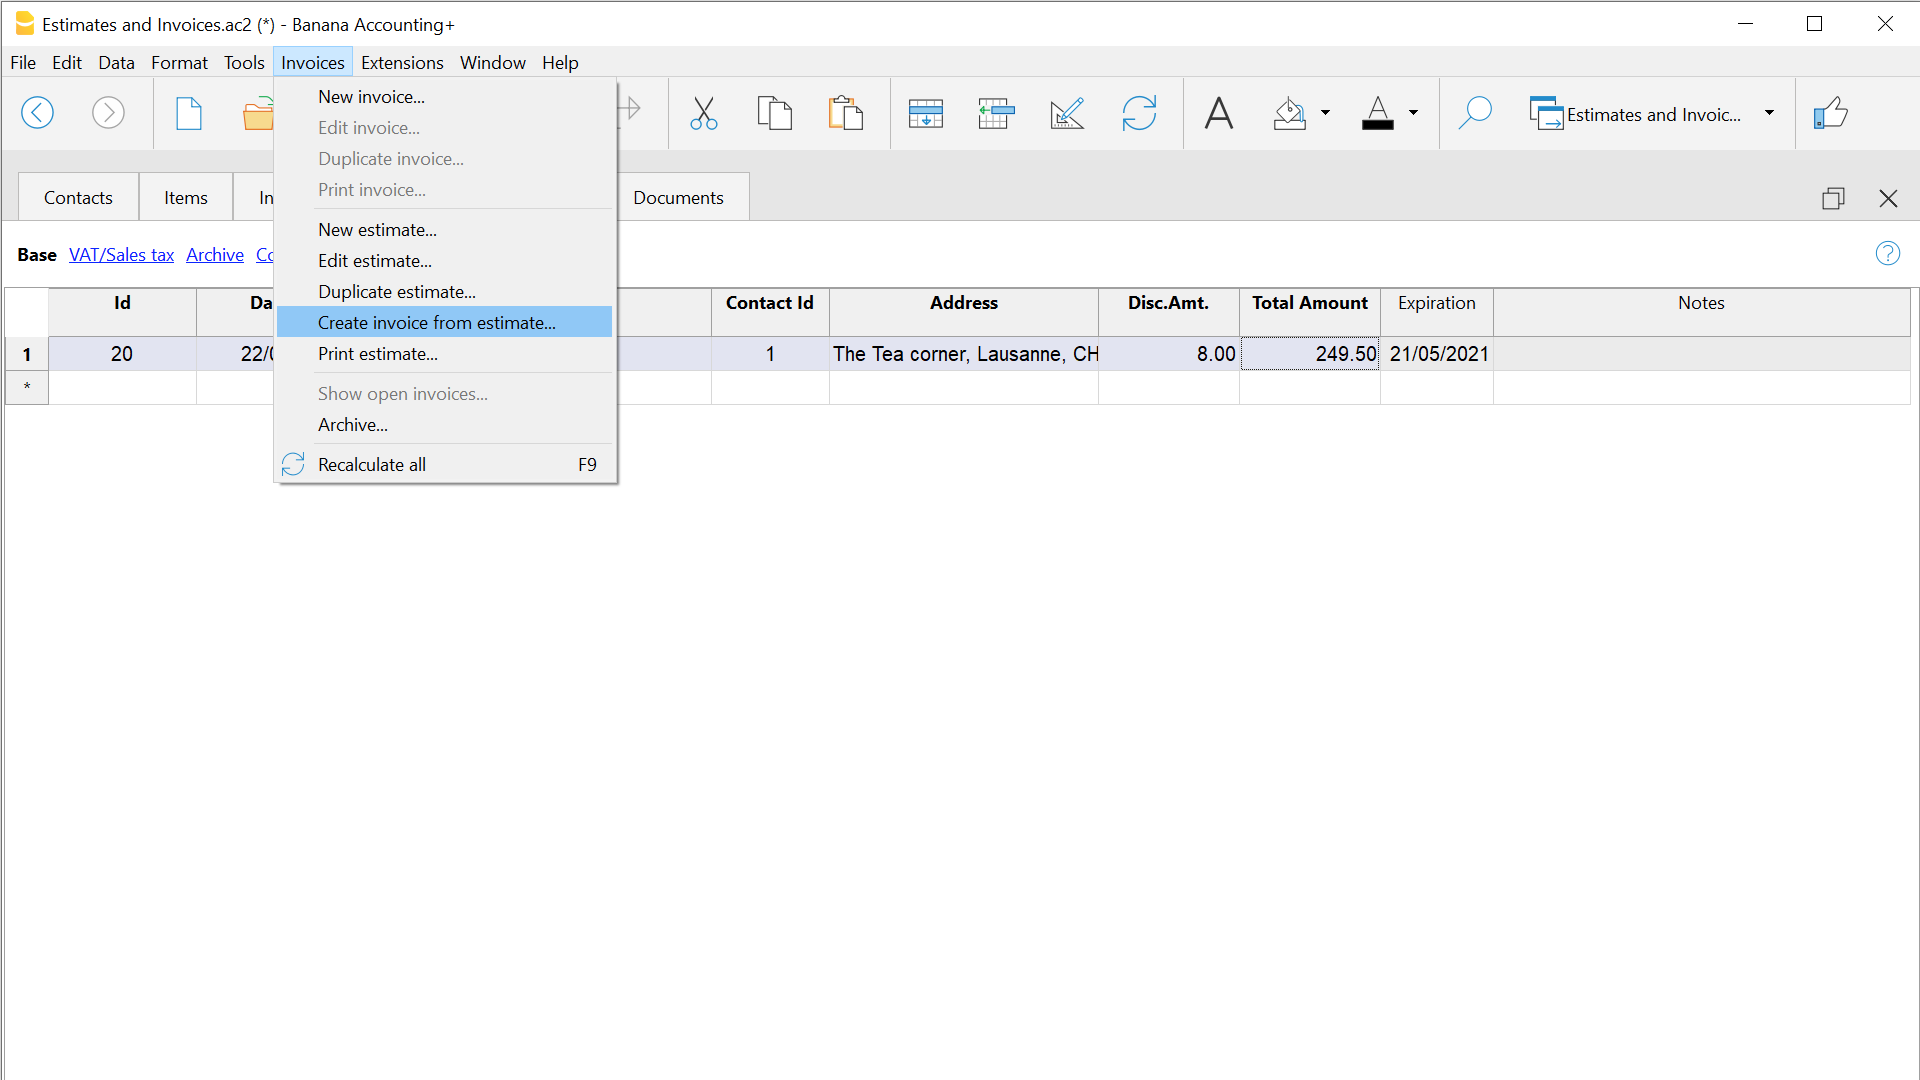 Estimates and Invoices.ac2 (*) - Banana Accounting+
File Edit Data Format Tools Invoices Extensions Window Help
Estimates and Invoic...
New invoice...
Edit invoice...
Duplicate invoice...
Print invoice...
New estimate...
Edit estimate...
Duplicate estimate...
Create invoice from estimate...
Print estimate...
Show open invoices...
Archive...
Recalculate all F9
Contacts Items In Documents
Base VAT/Sales tax Archive Co
Id Da Contact Id Address Disc.Amt. Total Amount Expiration Notes
1 20 22/0 1 The Tea corner, Lausanne, CH 8.00 249.50 21/05/2021
*